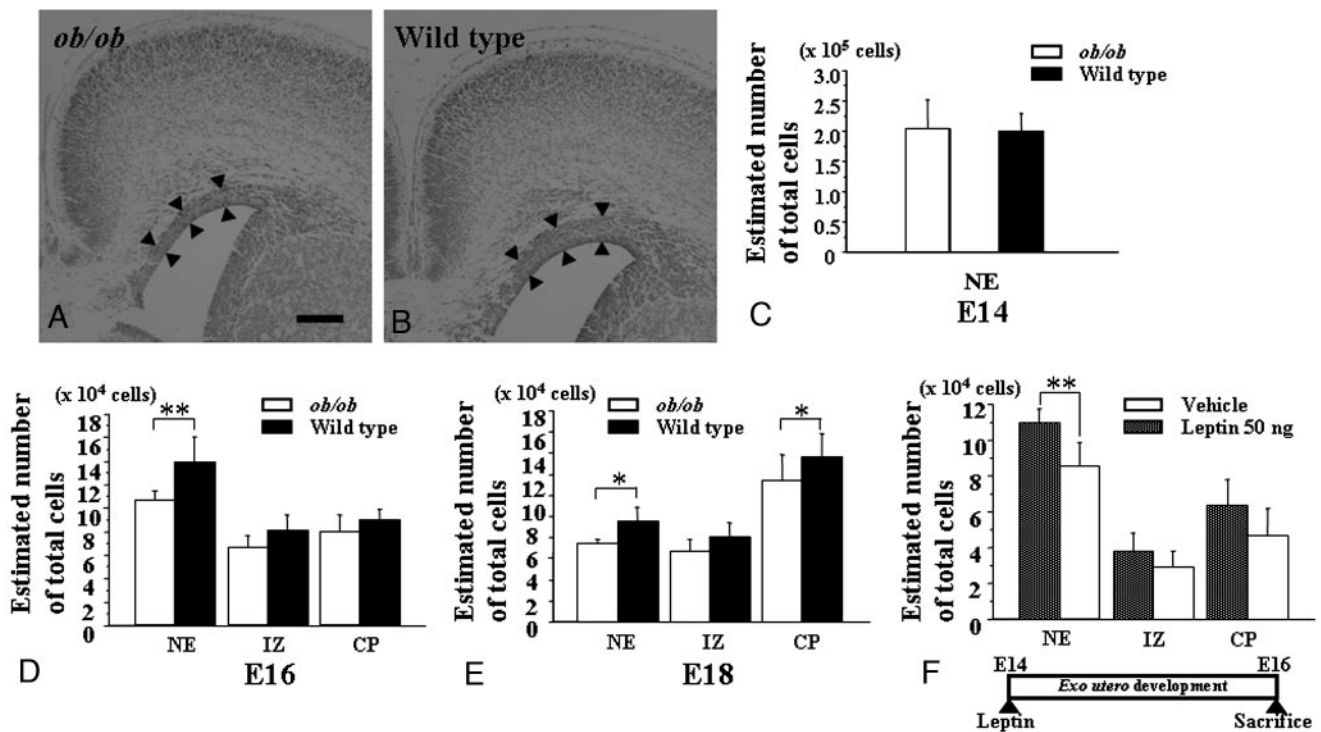 ob/ob
A
Wild type
B
(x 10⁵ cells)
ob/ob
Wild type
Estimated number
of total cells
3.0
2.5
2.0
1.5
1.0
0.5
0
NE
E14
C
(x 10⁴ cells)
ob/ob
Wild type
Estimated number
of total cells
18
16
14
12
10
8
6
4
2
0
**
NE IZ CP
E16
D
(x 10⁴ cells)
ob/ob
Wild type
Estimated number
of total cells
18
16
14
12
10
8
6
4
2
0
*
*
NE IZ CP
E18
E
(x 10⁴ cells)
Vehicle
Leptin 50 ng
Estimated number
of total cells
12
10
8
6
4
2
0
**
NE IZ CP
F
E14 E16
Exo utero development
Leptin Sacrifice